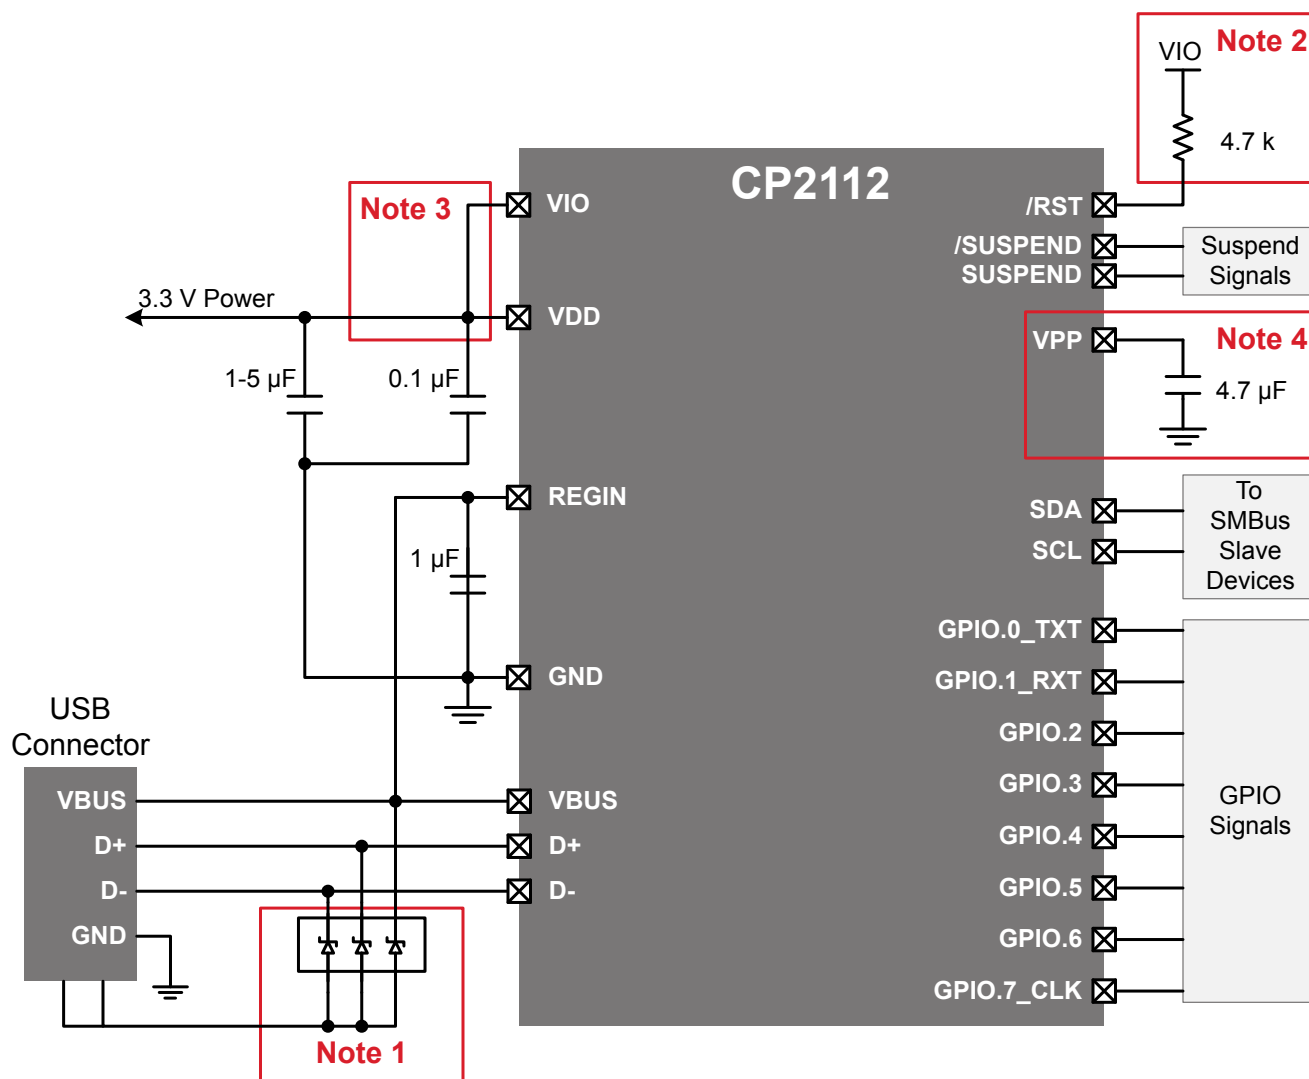 Note 2
VIO
4.7 k
CP2112
Note 3
VIO
/RST
/SUSPEND
SUSPEND
Suspend
Signals
3.3 V Power
VDD
VPP
Note 4
1-5 µF
0.1 µF
4.7 µF
REGIN
SDA
SCL
To
SMBus
Slave
Devices
1 µF
GPIO.0_TXT
GPIO.1_RXT
GND
GPIO.2
GPIO.3
GPIO.4
GPIO.5
GPIO.6
GPIO.7_CLK
GPIO
Signals
USB
Connector
VBUS
D+
D-
GND
VBUS
D+
D-
Note 1